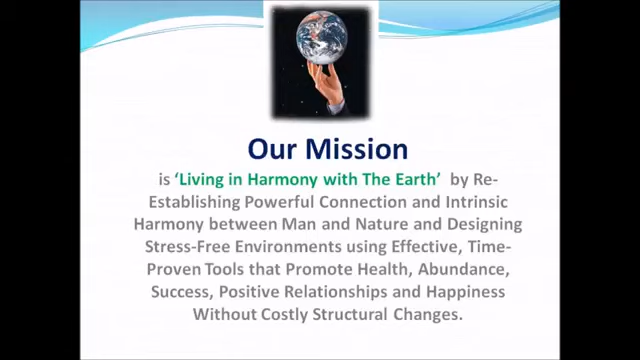 Our Mission
is ‘Living in Harmony with The Earth’ by Re-
Establishing Powerful Connection and Intrinsic
Harmony between Man and Nature and Designing
Stress-Free Environments using Effective, Time-
Proven Tools that Promote Health, Abundance,
Success, Positive Relationships and Happiness
Without Costly Structural Changes.